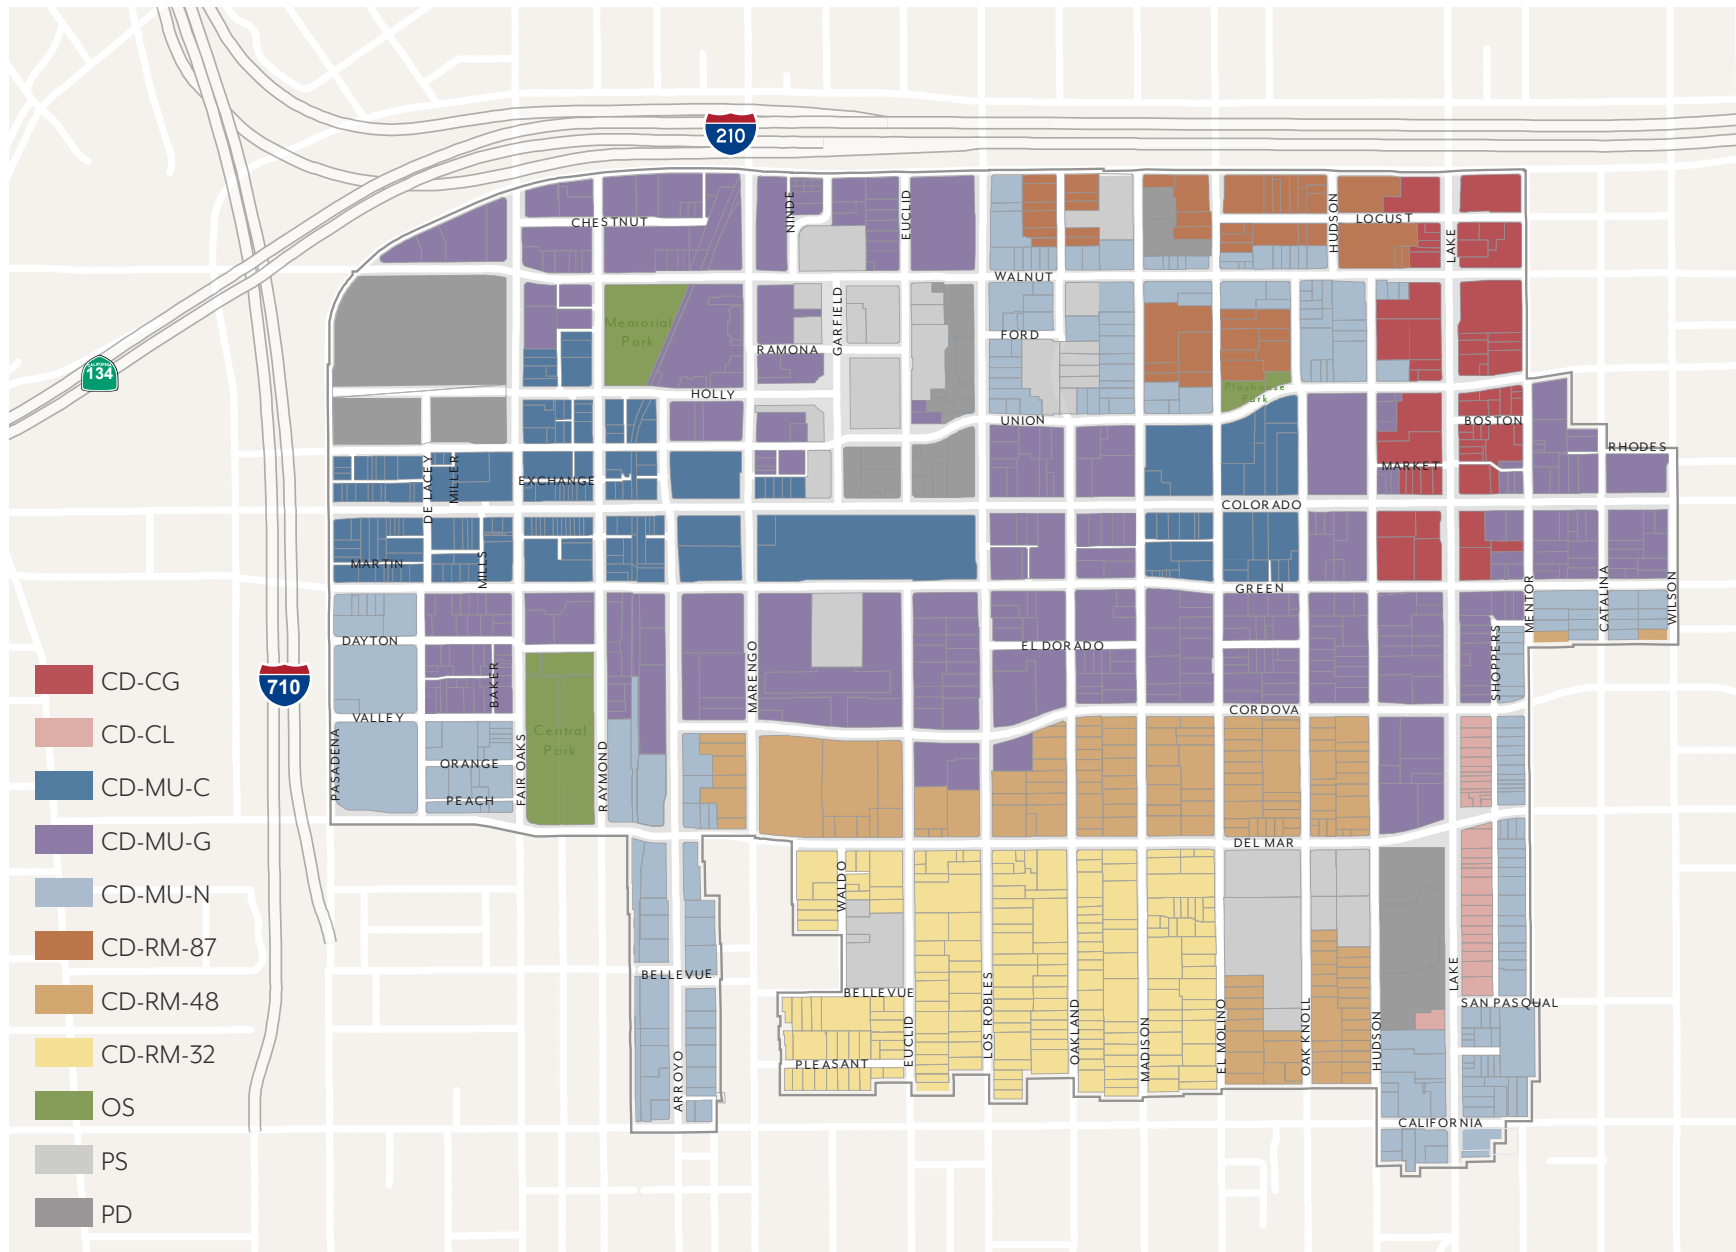 210
NINDE
EUCLID
HUDSON
CHESTNUT
LOCUST
LAKE
WALNUT
GARFIELD
Memorial
Park
FORD
RAMONA
CALIFORNIA
134
HOLLY
Playhouse
Park
UNION
BOSTON
RHODES
MARKET
DE LACEY
MILLER
EXCHANGE
COLORADO
MARTIN
MILLS
GREEN
MENTOR
CATALINA
WILSON
DAYTON
EL DORADO
SHOPPERS
MARENGO
BAKER
710
CD-CG
VALLEY
CORDOVA
CD-CL
PASADENA
FAIR OAKS
Central
Park
RAYMOND
ORANGE
CD-MU-C
PEACH
CD-MU-G
DEL MAR
WALDO
CD-MU-N
CD-RM-87
BELLEVUE
LAKE
BELLEVUE
SAN PASQUAL
CD-RM-48
EUCLID
LOS ROBLES
OAKLAND
MADISON
EL MOLINO
OAK KNOLL
HUDSON
CD-RM-32
PLEASANT
ARROYO
OS
CALIFORNIA
PS
PD